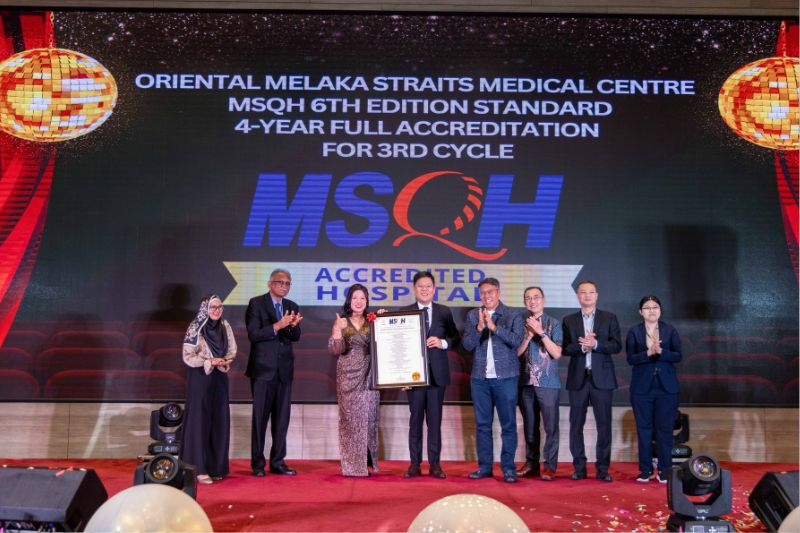 ORIENTAL MELAKA STRAITS MEDICAL CENTRE
MSQH 6TH EDITION STANDARD
4-YEAR FULL ACCREDITATION
FOR 3RD CYCLE
MSQH
ACCREDITED
HOSPITAL
MSQH